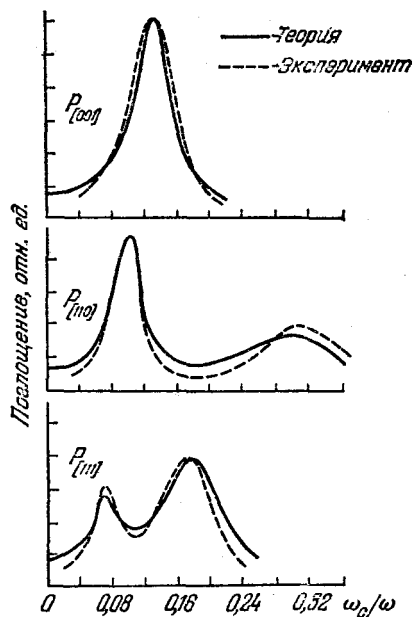 Теория
Эксперимент
P[001]
P[110]
P[111]
Поглощение, отн. ед.
0 0,08 0,16 0,24 0,32 ω_c/ω